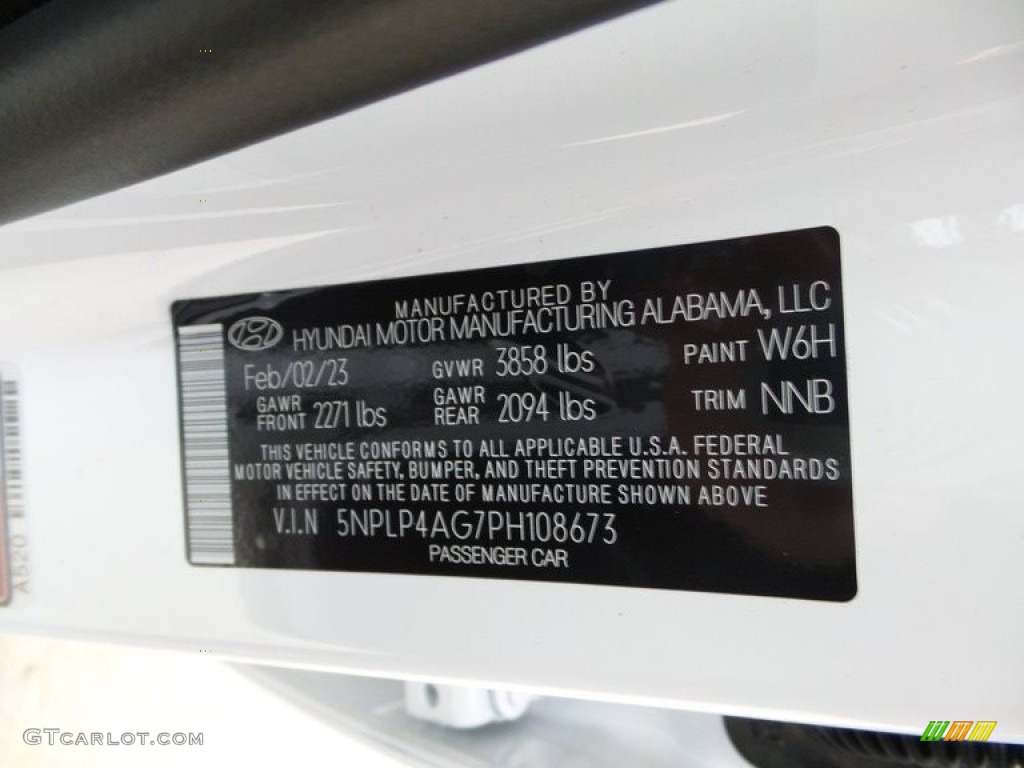 MANUFACTURED BY
HYUNDAI MOTOR MANUFACTURING ALABAMA, LLC
Feb/02/23 GVWR 3858 lbs PAINT W6H
GAWR FRONT 2271 lbs GAWR REAR 2094 lbs TRIM NNB
THIS VEHICLE CONFORMS TO ALL APPLICABLE U.S.A. FEDERAL
MOTOR VEHICLE SAFETY, BUMPER, AND THEFT PREVENTION STANDARDS
IN EFFECT ON THE DATE OF MANUFACTURE SHOWN ABOVE
V.I.N 5NPLP4AG7PH108673
PASSENGER CAR
A520
GTCARLOT.COM